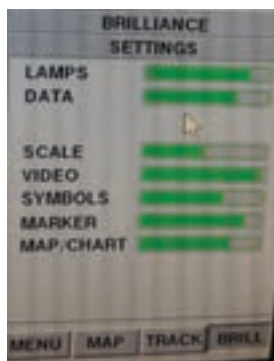 BRILLIANCE
SETTINGS
LAMPS
DATA
SCALE
VIDEO
SYMBOLS
MARKER
MAP/CHART
MENU MAP TRACK BRILL